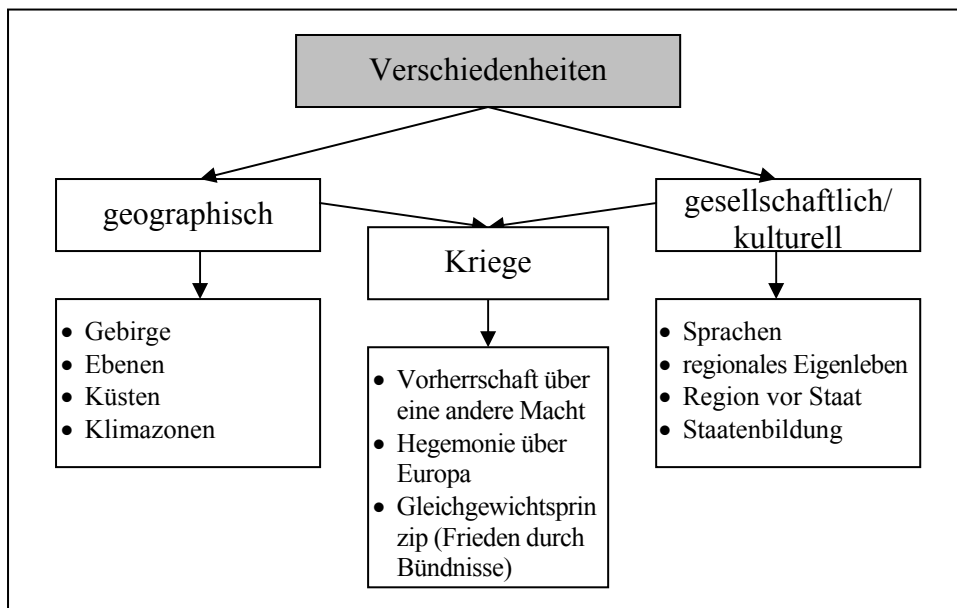 Verschiedenheiten
geographisch
gesellschaftlich/
kulturell
Kriege
• Gebirge
• Ebenen
• Küsten
• Klimazonen
• Vorherrschaft über
eine andere Macht
• Hegemonie über
Europa
• Gleichgewichtsprin
zip (Frieden durch
Bündnisse)
• Sprachen
• regionales Eigenleben
• Region vor Staat
• Staatenbildung